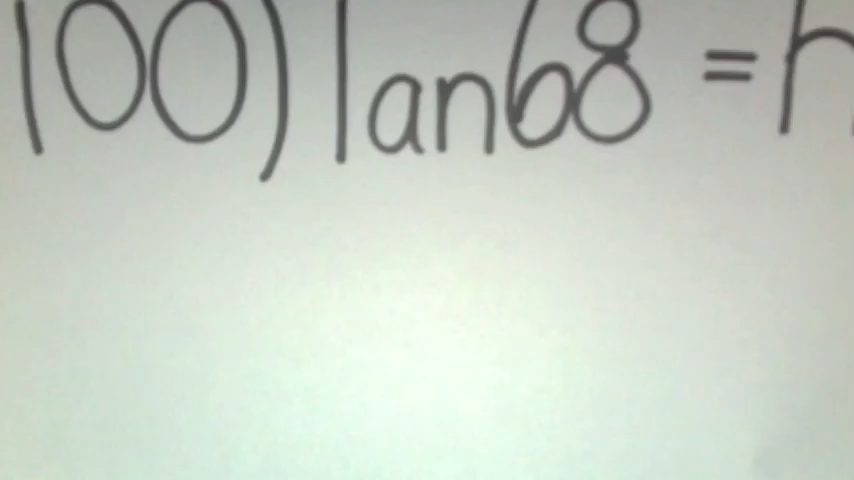 100) tan68 = h